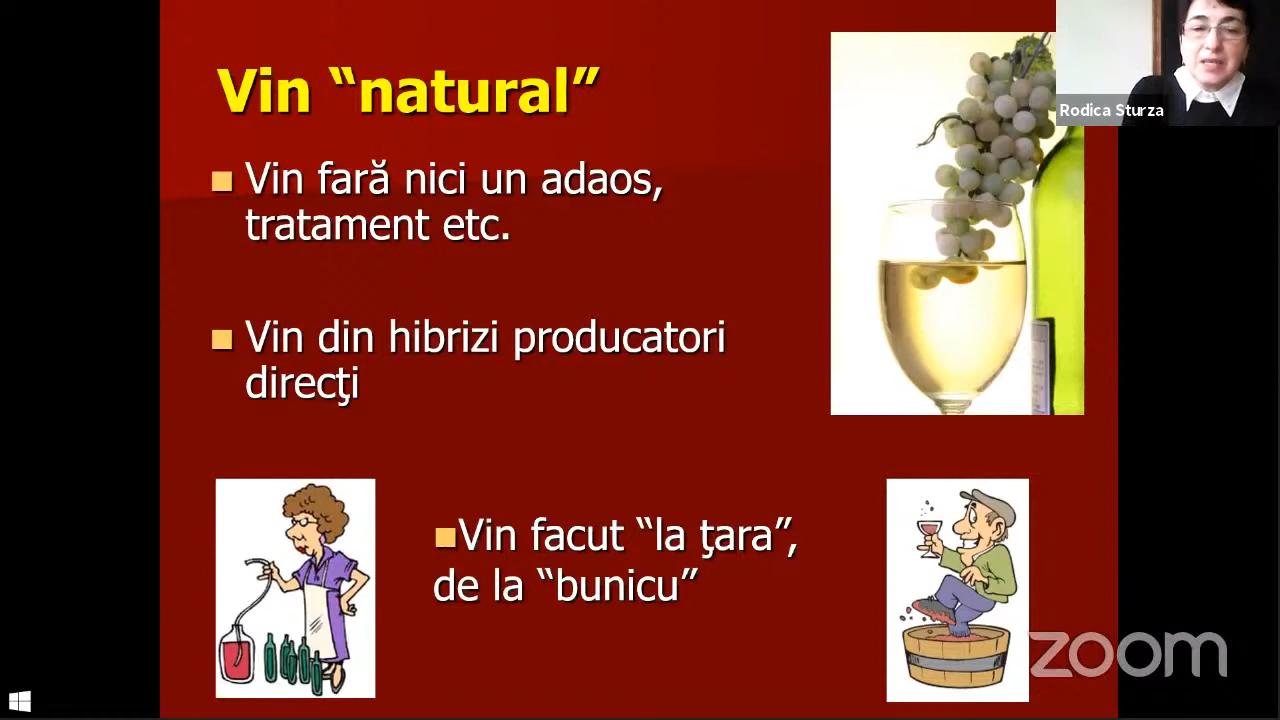 Vin “natural”
Rodica Sturza
■ Vin fară nici un adaos,
tratament etc.
■ Vin din hibrizi producatori
direcţi
■Vin facut “la ţara”,
de la “bunicu”
zoom